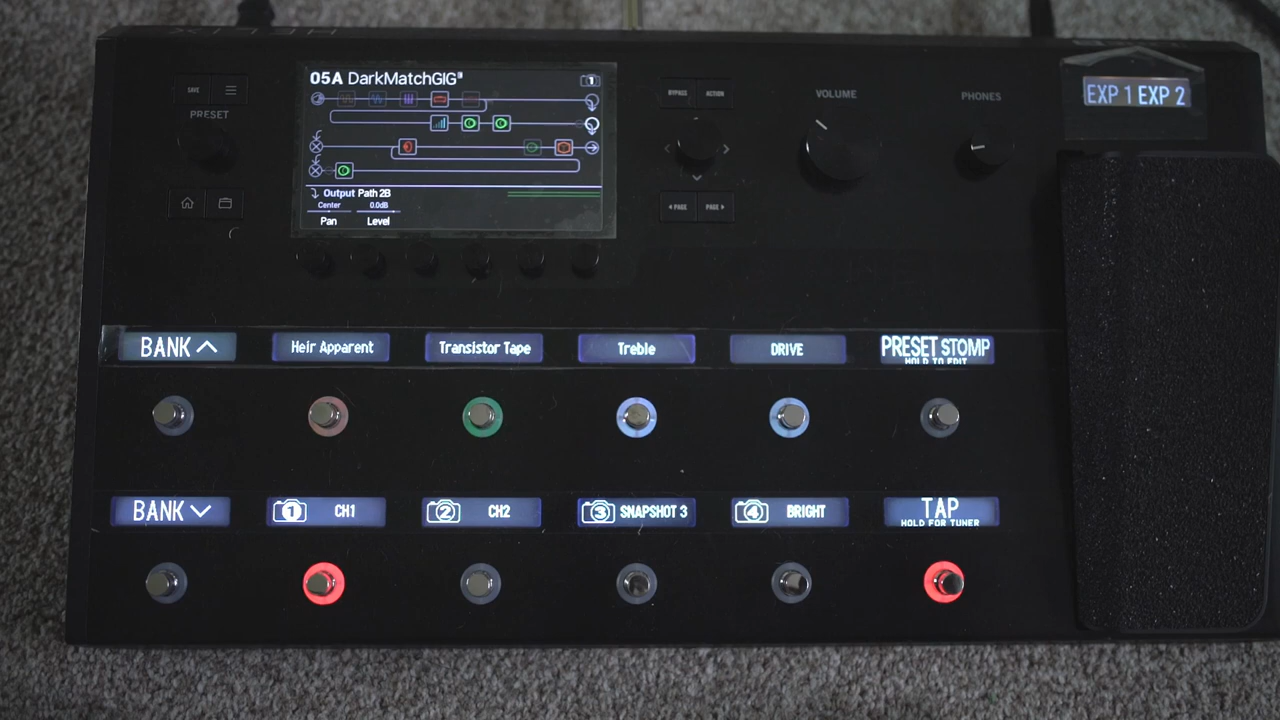 HELIX
SAVE
PRESET
05A DarkMatchGIG
1
Output Path 2B
Center
0.0dB
Pan
Level
BYPASS
ACTION
VOLUME
PHONES
EXP 1 EXP 2
◀ PAGE
PAGE ▶
BANK
Heir Apparent
Transistor Tape
Treble
DRIVE
PRESET STOMP
HOLD TO EDIT
BANK
1 CH1
2 CH2
3 SNAPSHOT 3
4 BRIGHT
TAP
HOLD FOR TUNER